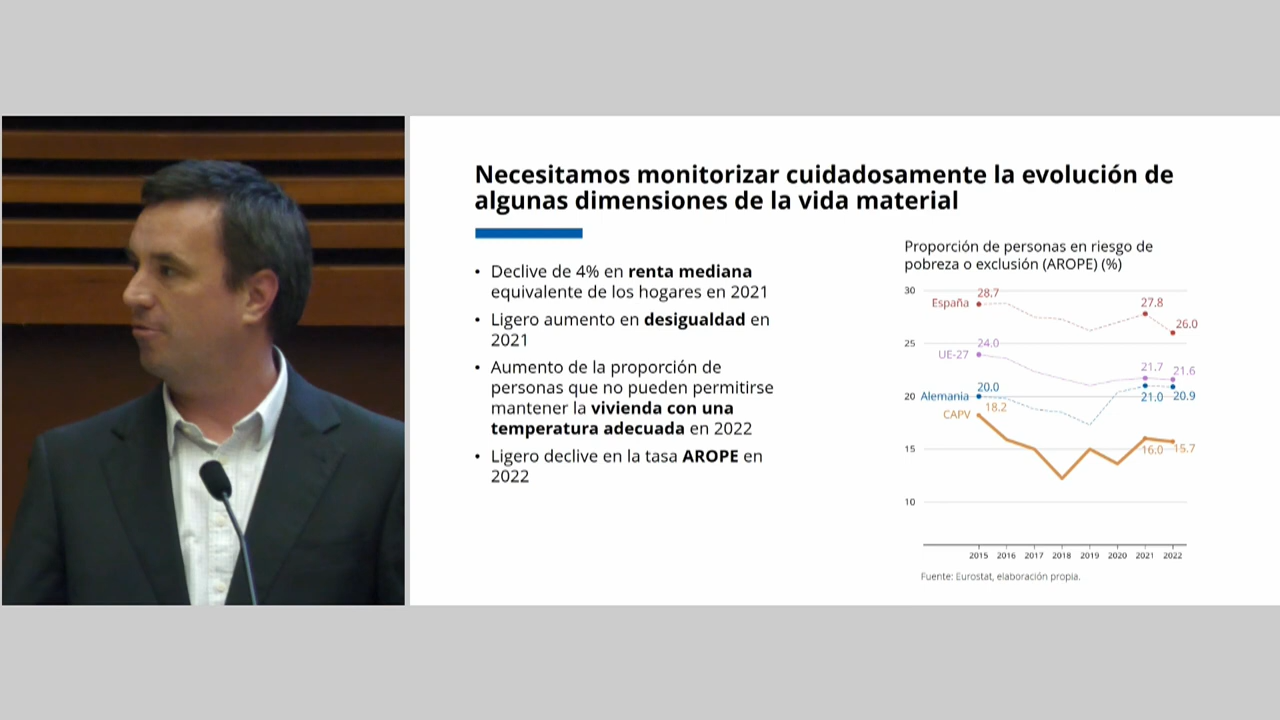 Necesitamos monitorizar cuidadosamente la evolución de
algunas dimensiones de la vida material
• Declive de 4% en renta mediana
equivalente de los hogares en 2021
• Ligero aumento en desigualdad en
2021
• Aumento de la proporción de
personas que no pueden permitirse
mantener la vivienda con una
temperatura adecuada en 2022
• Ligero declive en la tasa AROPE en
2022
Proporción de personas en riesgo de
pobreza o exclusión (AROPE) (%)
30
España 28.7 27.8 26.0
25
UE-27 24.0 21.7 21.6
20 Alemania 20.0 21.0 20.9
CAPV 18.2 16.0 15.7
15
10
2015 2016 2017 2018 2019 2020 2021 2022
Fuente: Eurostat, elaboración propia.